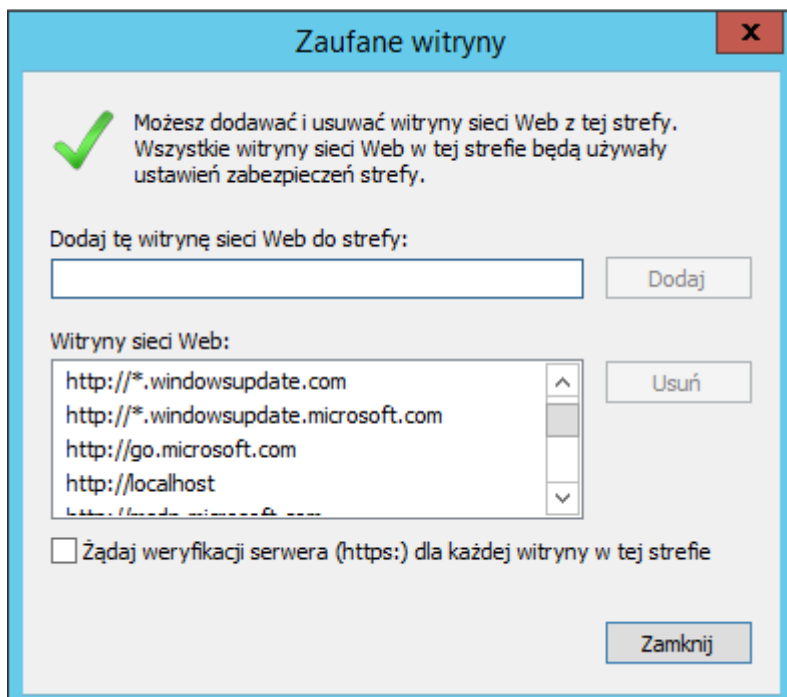 Zaufane witryny
x
Możesz dodawać i usuwać witryny sieci Web z tej strefy.
Wszystkie witryny sieci Web w tej strefie będą używały
ustawień zabezpieczeń strefy.
Dodaj tę witrynę sieci Web do strefy:
Dodaj
Witryny sieci Web:
http://*.windowsupdate.com
Usuń
http://*.windowsupdate.microsoft.com
http://go.microsoft.com
http://localhost
Żądaj weryfikacji serwera (https:) dla każdej witryny w tej strefie
Zamknij